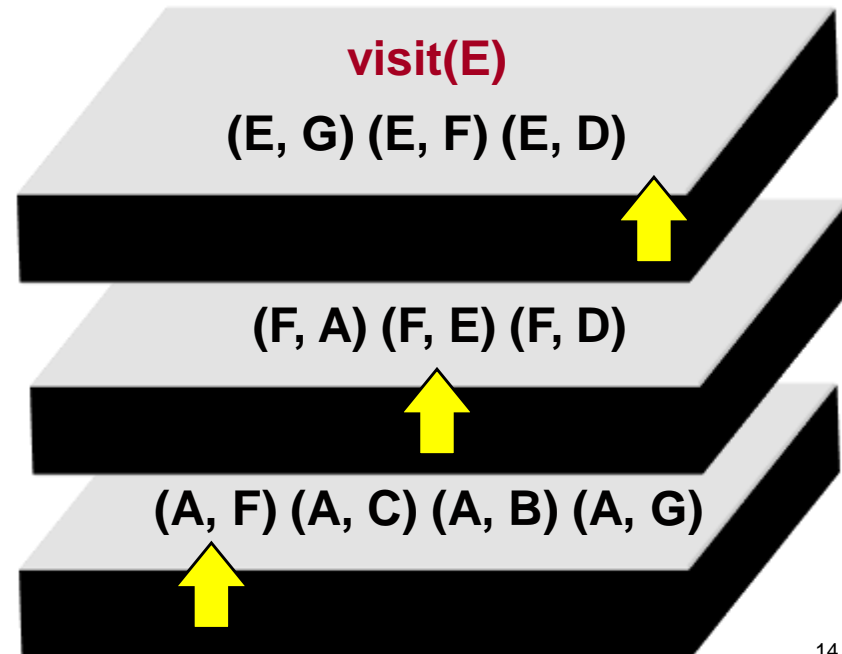 visit(E)
(E, G) (E, F) (E, D)
(F, A) (F, E) (F, D)
(A, F) (A, C) (A, B) (A, G)
14